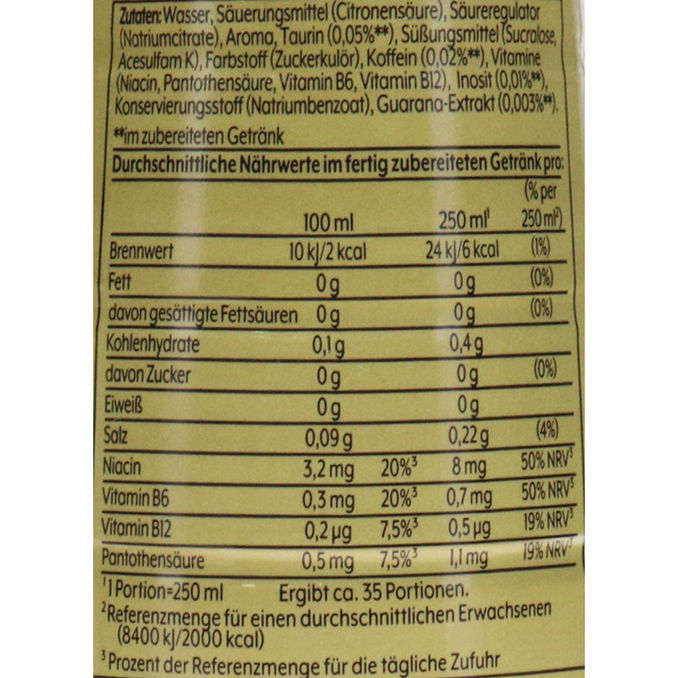 Zutaten: Wasser, Säuerungsmittel (Citronensäure), Säureregulator
(Natriumcitrate), Aroma, Taurin (0,05%**), Süßungsmittel (Sucralose,
Acesulfam K), Farbstoff (Zuckerkulör), Koffein (0,02%**), Vitamine
(Niacin, Pantothensäure, Vitamin B6, Vitamin B12), Inosit (0,01%**),
Konservierungsstoff (Natriumbenzoat), Guarana-Extrakt (0,003%**).
**im zubereiteten Getränk
Durchschnittliche Nährwerte im fertig zubereiteten Getränk pro:
(% per
100 ml 250 ml¹ 250 ml²)
Brennwert 10 kJ/2 kcal 24 kJ/6 kcal (1%)
Fett 0 g 0 g (0%)
davon gesättigte Fettsäuren 0 g 0 g (0%)
Kohlenhydrate 0,1 g 0,4 g
davon Zucker 0 g 0 g (0%)
Eiweiß 0 g 0 g
Salz 0,09 g 0,22 g (4%)
Niacin 3,2 mg 20%³ 8 mg 50% NRV³
Vitamin B6 0,3 mg 20%³ 0,7 mg 50% NRV³
Vitamin B12 0,2 µg 7,5%³ 0,5 µg 19% NRV³
Pantothensäure 0,5 mg 7,5%³ 1,1 mg 19% NRV³
¹1 Portion=250 ml Ergibt ca. 35 Portionen.
²Referenzmenge für einen durchschnittlichen Erwachsenen
(8400 kJ/2000 kcal)
³Prozent der Referenzmenge für die tägliche Zufuhr